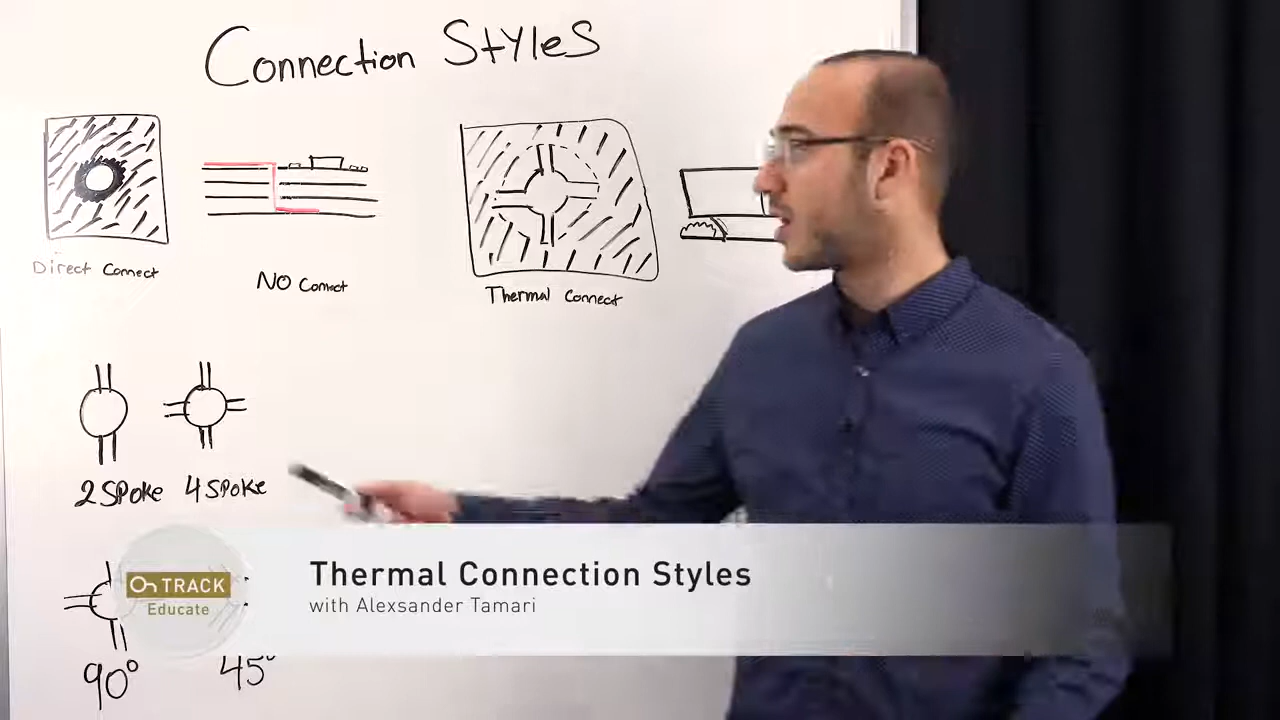 Connection Styles
Direct Connect
NO Connect
Thermal Connect
2 Spoke 4 Spoke
On TRACK
Educate
Thermal Connection Styles
with Alexsander Tamari
90° 45°